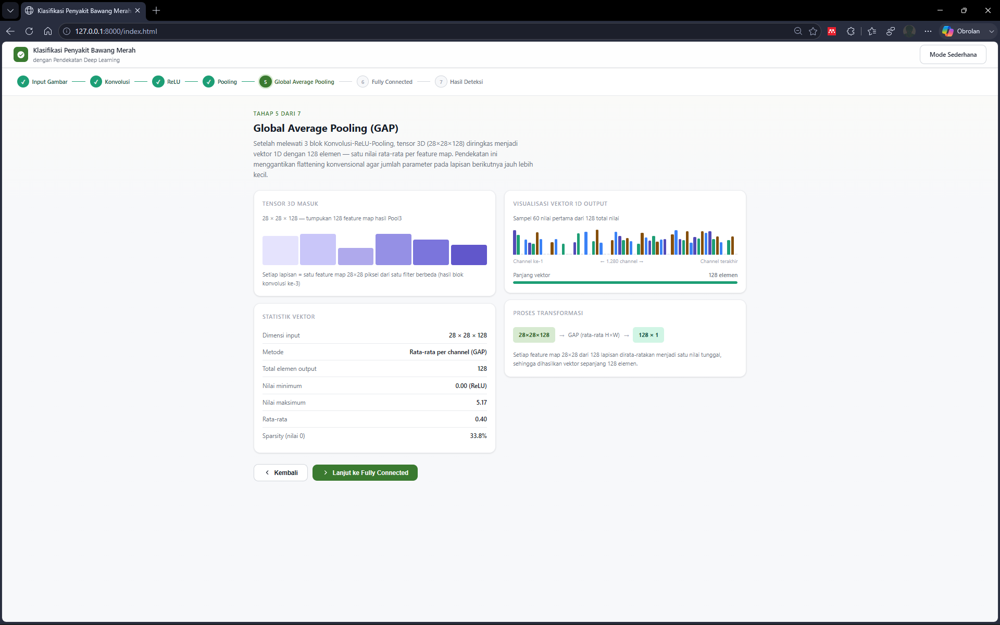 Klasifikasi Penyakit Bawang Merah
127.0.0.1:8000/index.html
Obrolan
Klasifikasi Penyakit Bawang Merah
dengan Pendekatan Deep Learning
Mode Sederhana
Input Gambar
Konvolusi
ReLU
Pooling
5 Global Average Pooling
6 Fully Connected
7 Hasil Deteksi
TAHAP 5 DARI 7
Global Average Pooling (GAP)
Setelah melewati 3 blok Konvolusi-ReLU-Pooling, tensor 3D (28×28×128) diringkas menjadi
vektor 1D dengan 128 elemen — satu nilai rata-rata per feature map. Pendekatan ini
menggantikan flattening konvensional agar jumlah parameter pada lapisan berikutnya jauh lebih
kecil.
TENSOR 3D MASUK
28 × 28 × 128 — tumpukan 128 feature map hasil Pool3
Setiap lapisan = satu feature map 28×28 piksel dari satu filter berbeda (hasil blok
konvolusi ke-3)
STATISTIK VEKTOR
Dimensi input 28 × 28 × 128
Metode Rata-rata per channel (GAP)
Total elemen output 128
Nilai minimum 0.00 (ReLU)
Nilai maksimum 5.17
Rata-rata 0.40
Sparsity (nilai 0) 33.8%
VISUALISASI VEKTOR 1D OUTPUT
Sampel 60 nilai pertama dari 128 total nilai
Channel ke-1 ← 1.280 channel → Channel terakhir
Panjang vektor 128 elemen
PROSES TRANSFORMASI
28×28×128 → GAP (rata-rata H×W) → 128 × 1
Setiap feature map 28×28 dari 128 lapisan dirata-ratakan menjadi satu nilai tunggal,
sehingga dihasilkan vektor sepanjang 128 elemen.
Kembali
Lanjut ke Fully Connected